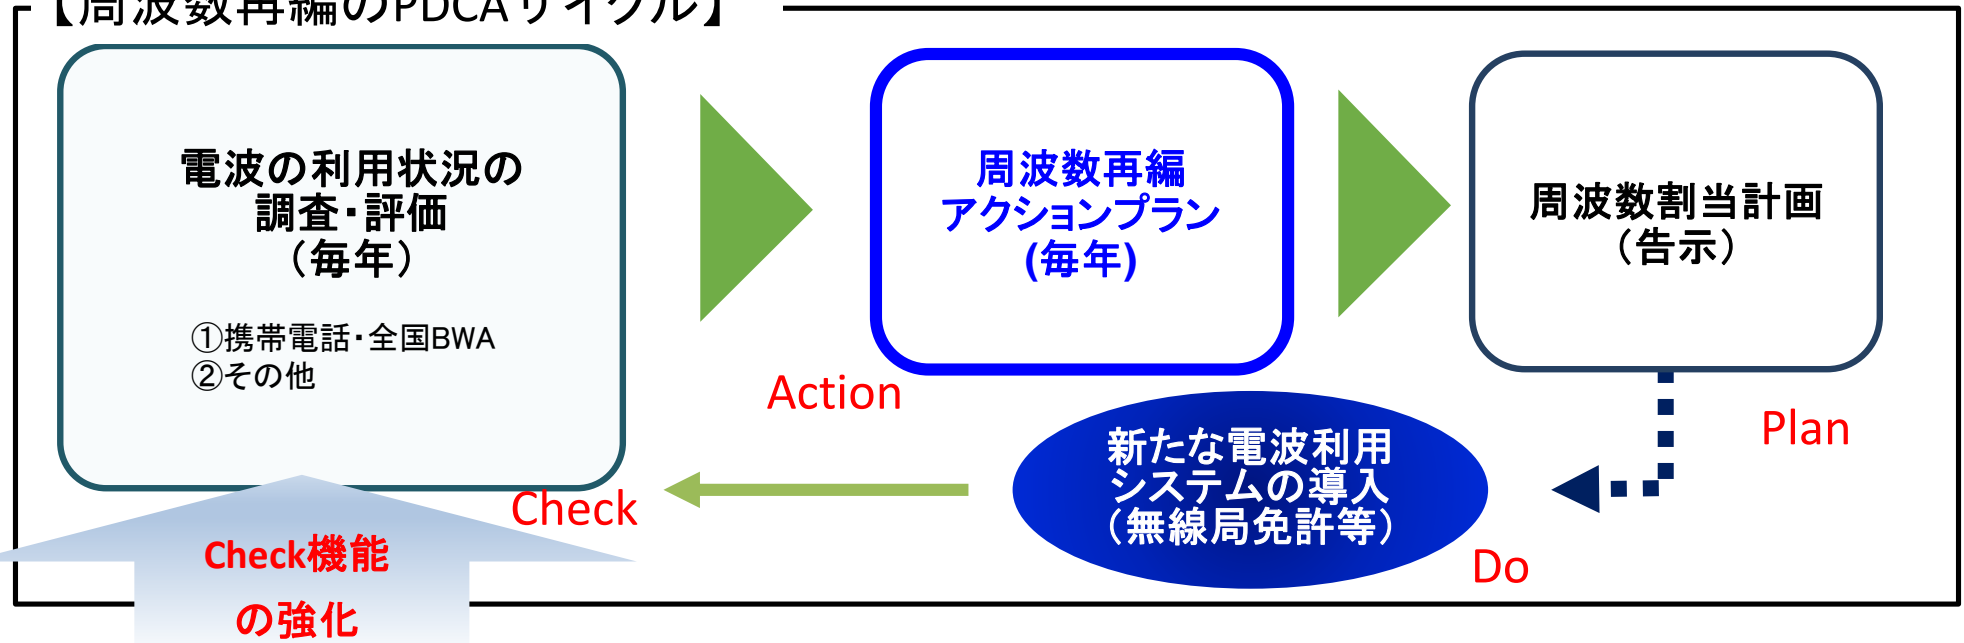 【周波数再編のPDCAサイクル】
電波の利用状況の
調査・評価
（毎年）
①携帯電話・全国BWA
②その他
周波数再編
アクションプラン
(毎年)
周波数割当計画
（告示）
Action
Plan
新たな電波利用
システムの導入
（無線局免許等）
Check
Do
Check機能
の強化